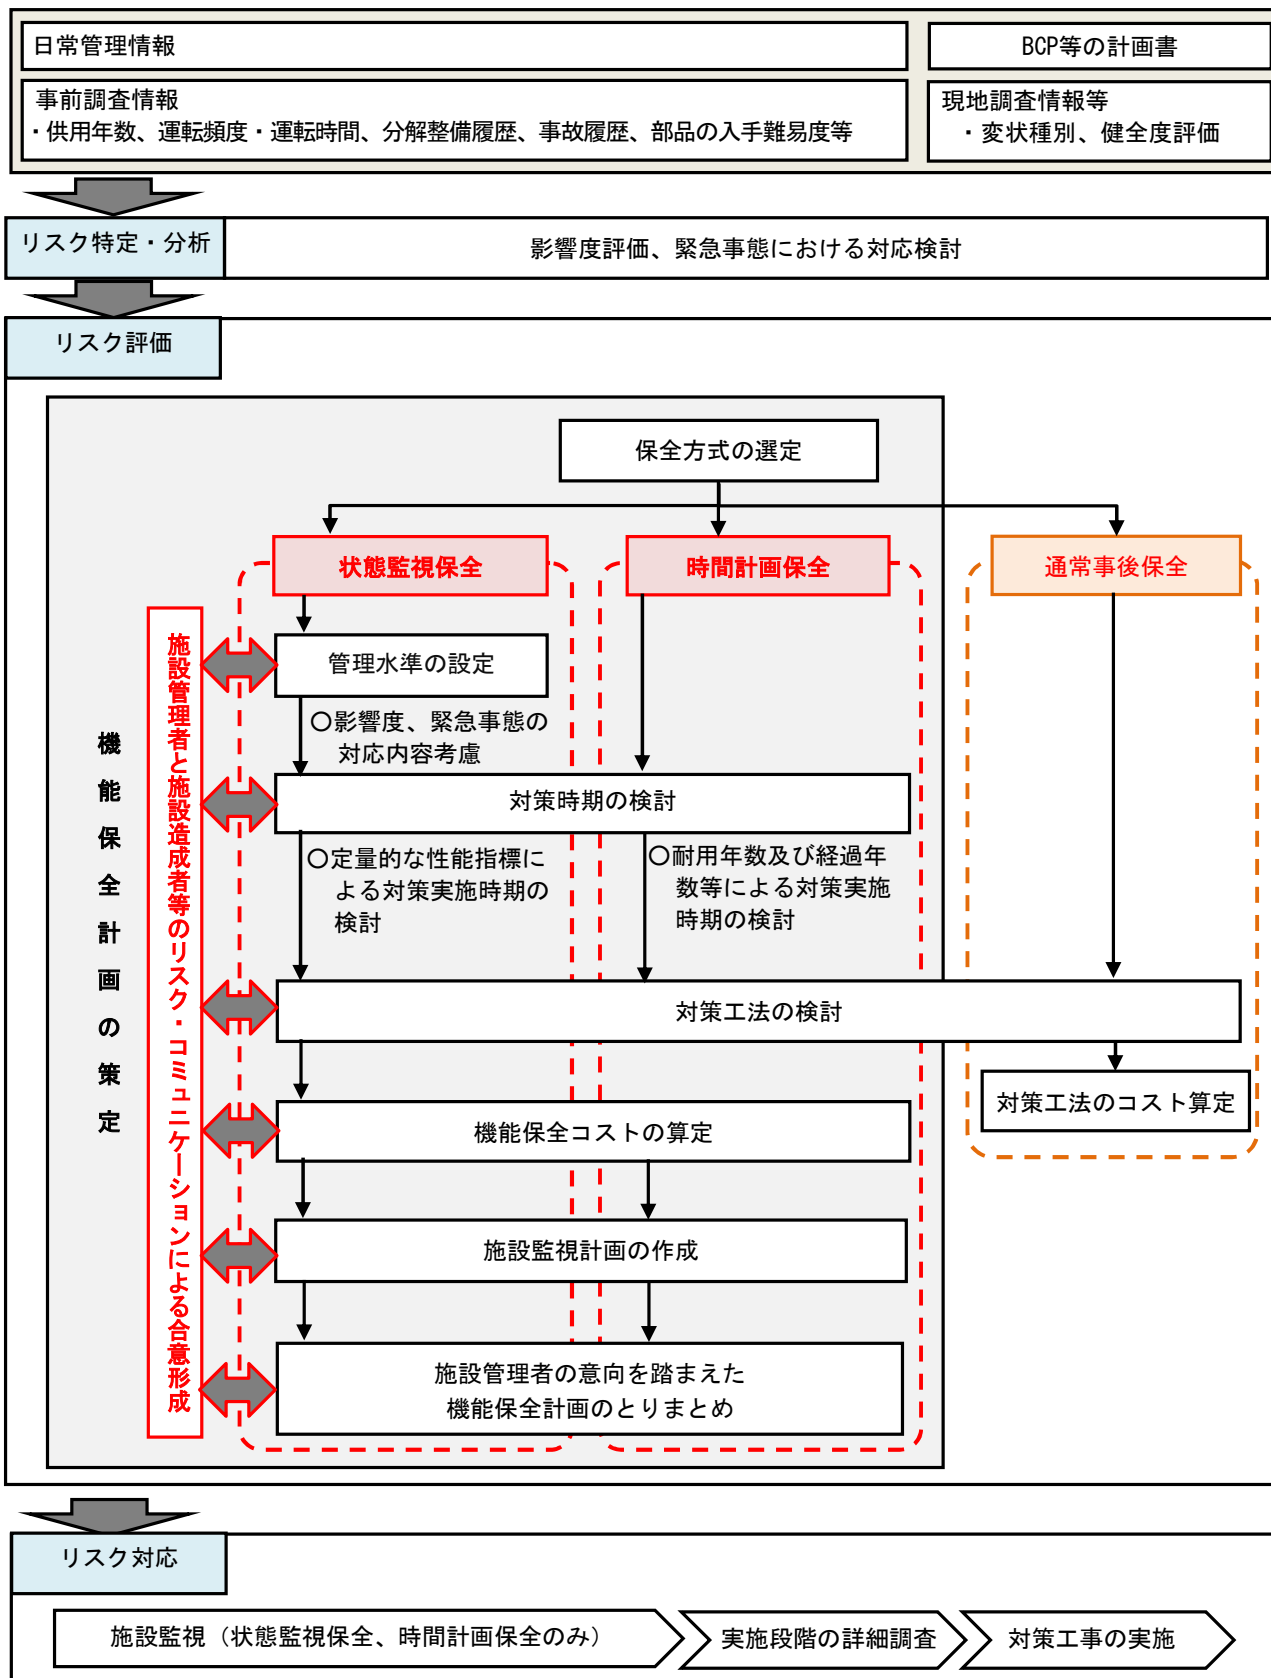 日常管理情報
BCP等の計画書
事前調査情報
・供用年数、運転頻度・運転時間、分解整備履歴、事故履歴、部品の入手難易度等
現地調査情報等
・変状種別、健全度評価
リスク特定・分析
影響度評価、緊急事態における対応検討
リスク評価
保全方式の選定
状態監視保全
時間計画保全
通常事後保全
機能保全計画の策定
施設管理者と施設造成者等のリスク・コミュニケーションによる合意形成
管理水準の設定
〇影響度、緊急事態の
対応内容考慮
対策時期の検討
〇定量的な性能指標に
よる対策実施時期の
検討
〇耐用年数及び経過年
数等による対策実施
時期の検討
対策工法の検討
対策工法のコスト算定
機能保全コストの算定
施設監視計画の作成
施設管理者の意向を踏まえた
機能保全計画のとりまとめ
リスク対応
施設監視（状態監視保全、時間計画保全のみ）
実施段階の詳細調査
対策工事の実施